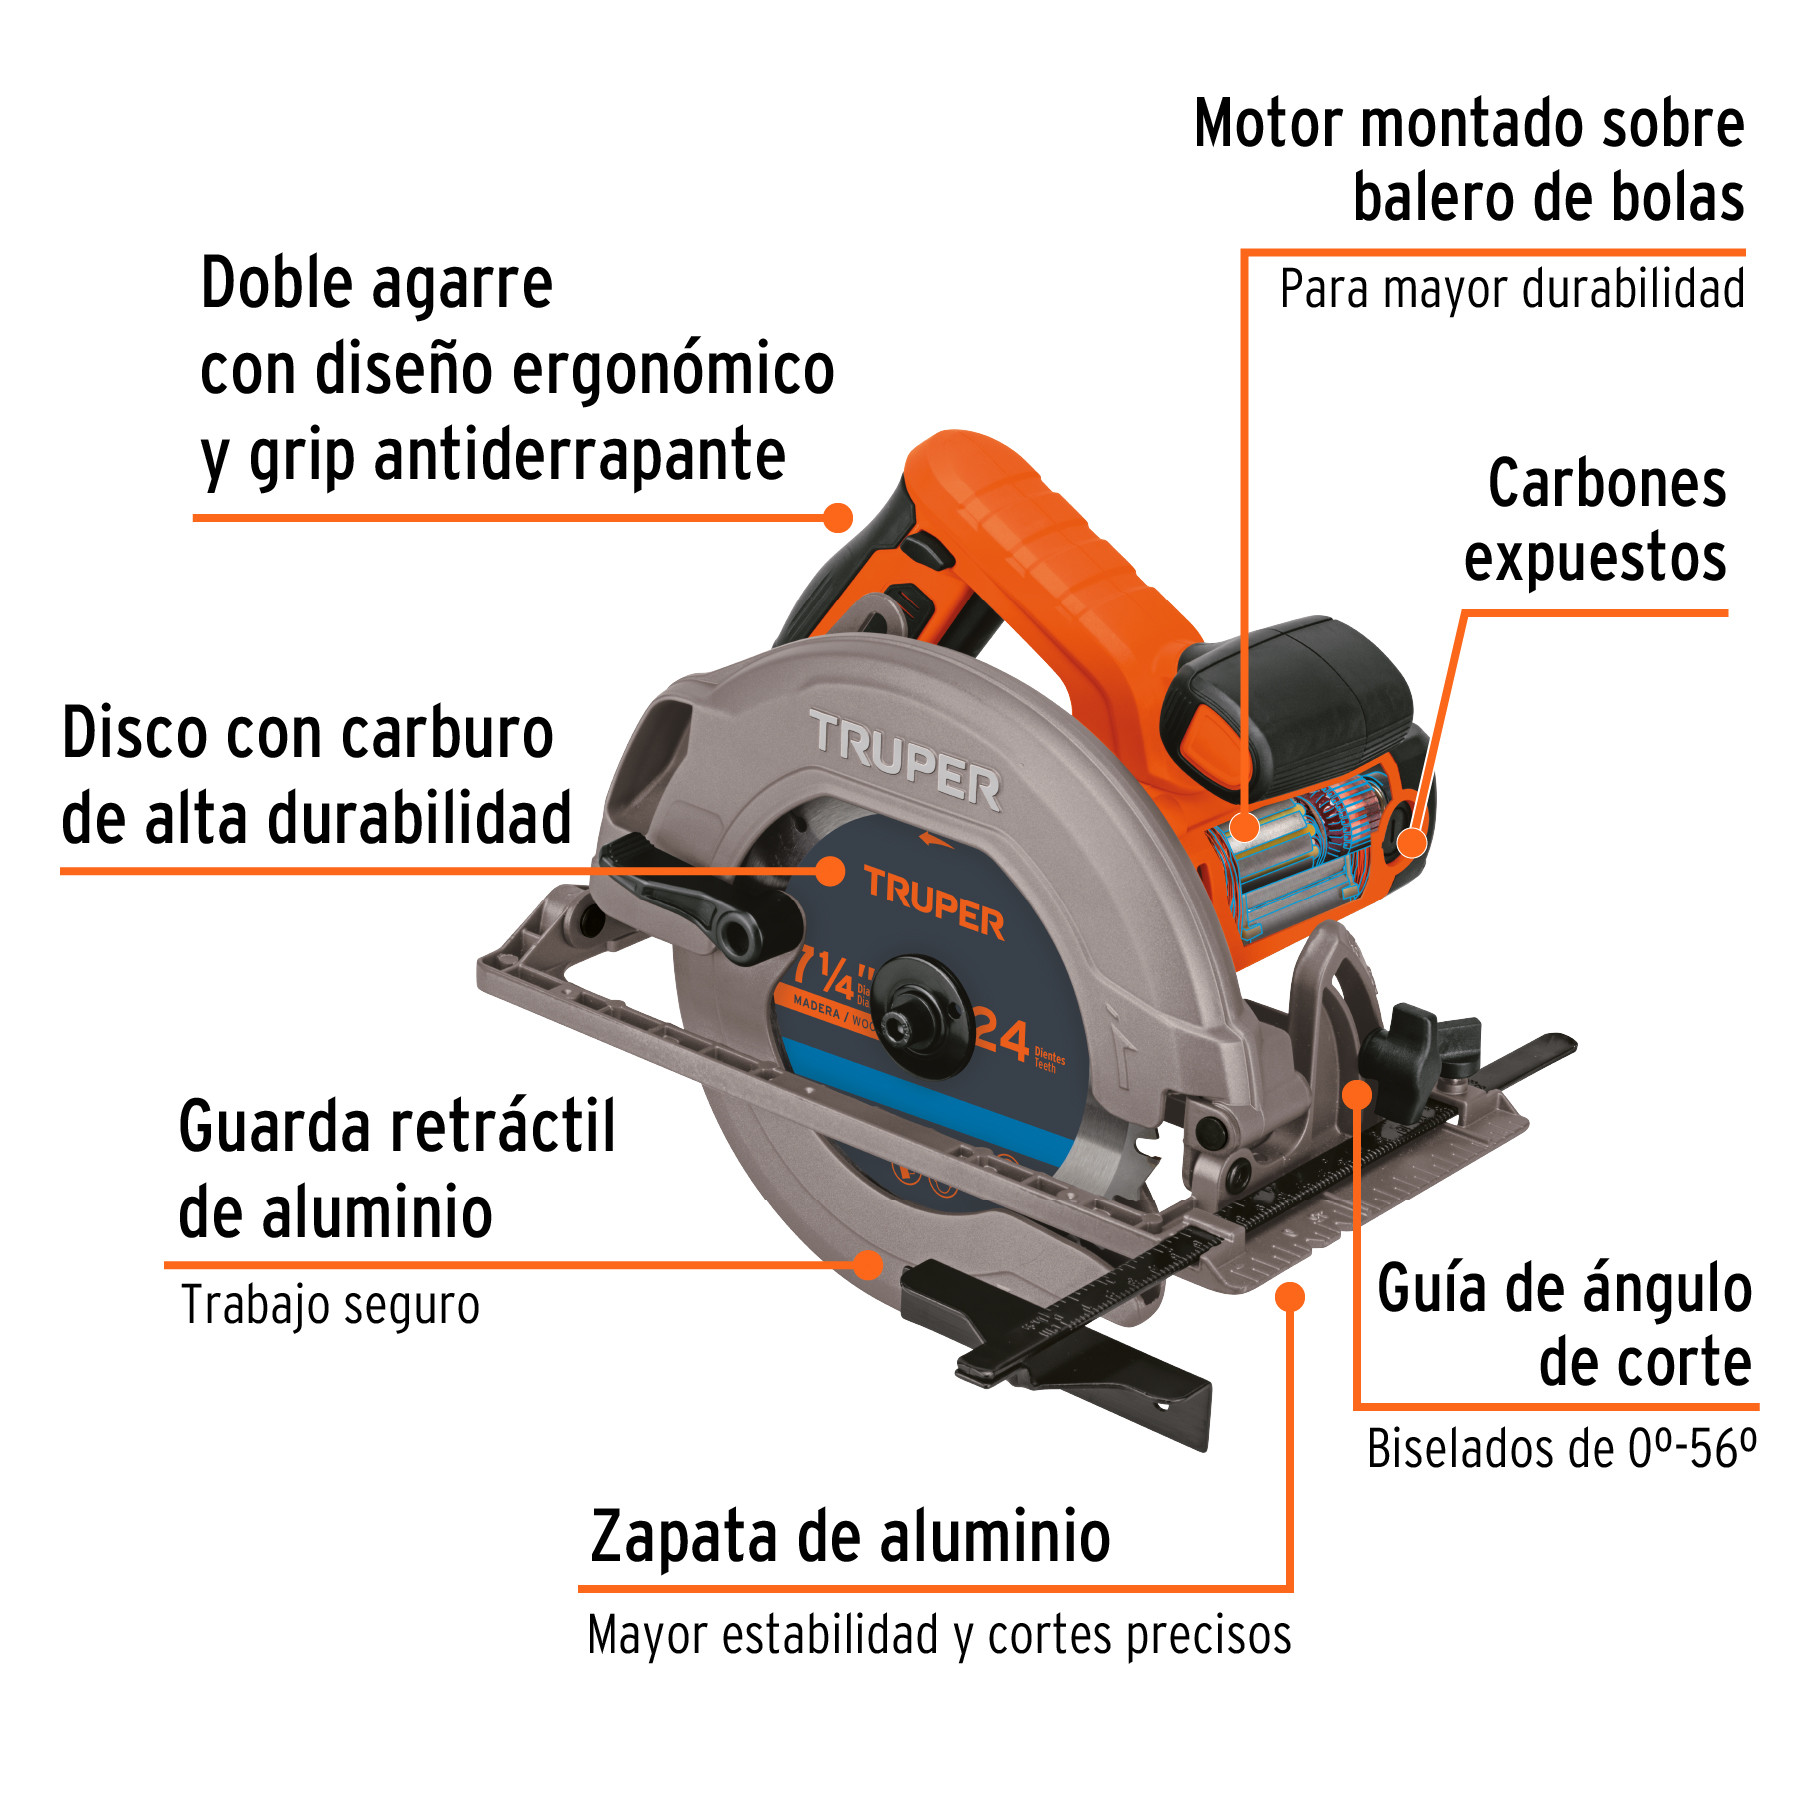 Motor montado sobre
balero de bolas
Para mayor durabilidad
Doble agarre
con diseño ergonómico
y grip antiderrapante
Carbones
expuestos
Disco con carburo
de alta durabilidad
TRUPER
TRUPER
7 ¼"
MADERA /
24
Dientes
Teeth
Guarda retráctil
de aluminio
Trabajo seguro
Guía de ángulo
de corte
Biselados de 0º-56º
Zapata de aluminio
Mayor estabilidad y cortes precisos